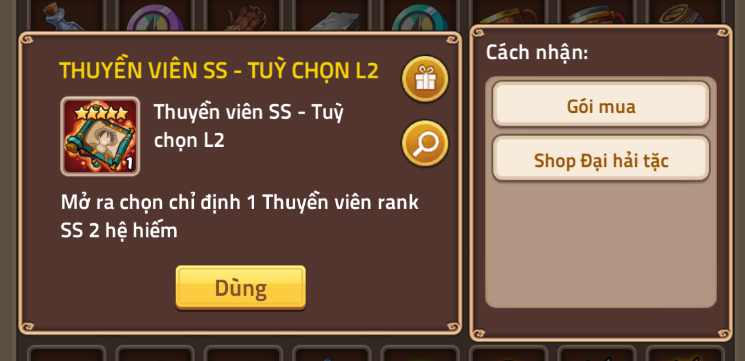 THUYỀN VIÊN SS - TUỲ CHỌN L2
Thuyền viên SS - Tuỳ
chọn L2
1
Mở ra chọn chỉ định 1 Thuyền viên rank
SS 2 hệ hiếm
Dùng
Cách nhận:
Gói mua
Shop Đại hải tặc